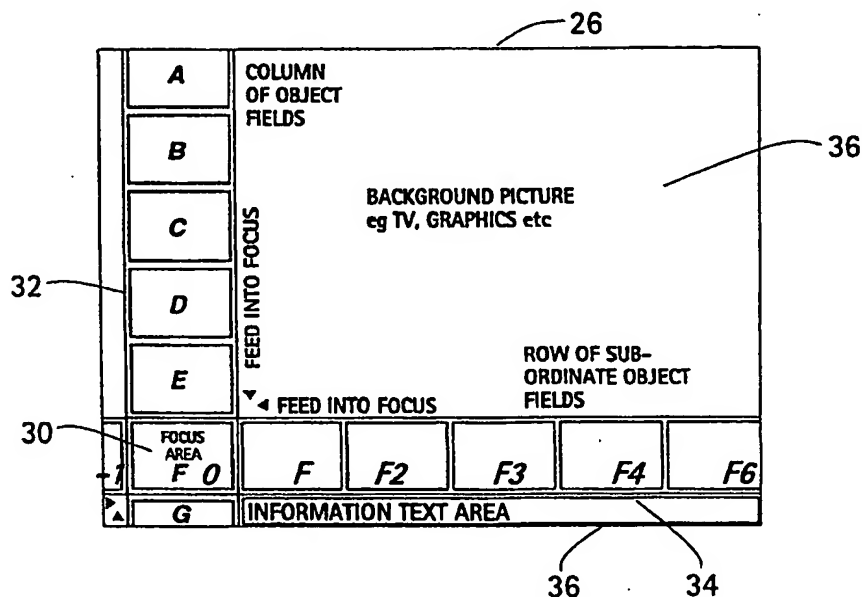 26
A
COLUMN
OF OBJECT
FIELDS
B
36
BACKGROUND PICTURE
eg TV, GRAPHICS etc
C
FEED INTO FOCUS
32
D
E
ROW OF SUB-
ORDINATE OBJECT
FIELDS
FEED INTO FOCUS
30
FOCUS
AREA
-1
F 0
F
F2
F3
F4
F6
G
INFORMATION TEXT AREA
36
34